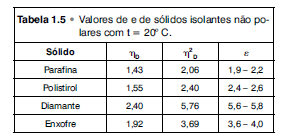 Tabela 1.5 • Valores de e de sólidos isolantes não po-
lares com t = 20° C.
Sólido η_D η²_D ε
Parafina 1,43 2,06 1,9 – 2,2
Polistirol 1,55 2,40 2,4 – 2,6
Diamante 2,40 5,76 5,6 – 5,8
Enxofre 1,92 3,69 3,6 – 4,0